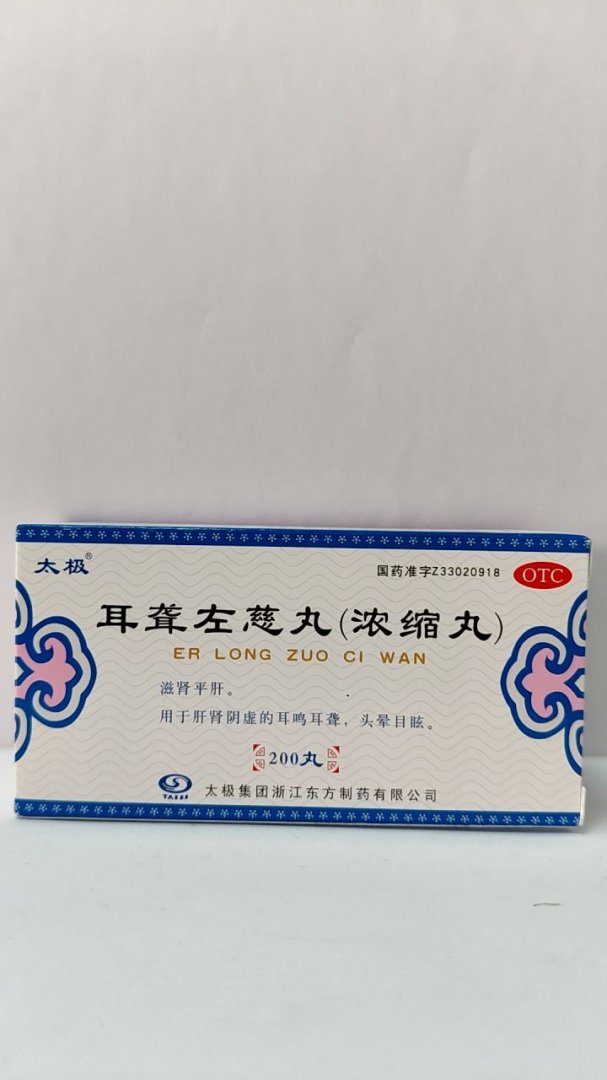 太极®
国药准字Z33020918
OTC
耳聋左慈丸(浓缩丸)
ER LONG ZUO CI WAN
滋肾平肝。
用于肝肾阴虚的耳鸣耳聋,头晕目眩。
200丸
TAIJI
太极集团浙江东方制药有限公司